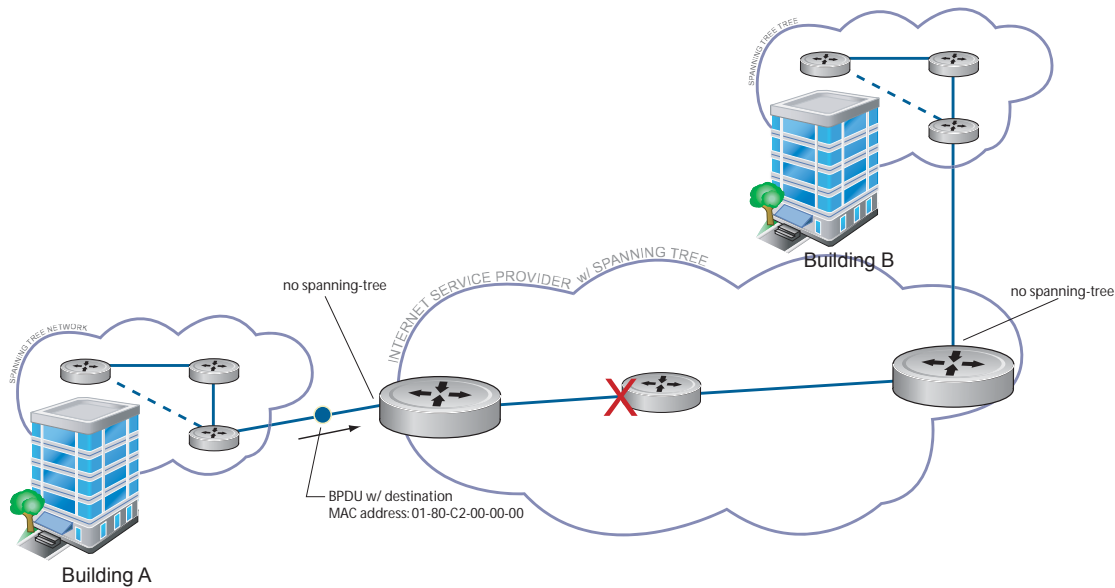 SPANNING TREE TREE
Building B
INTERNET SERVICE PROVIDER w/ SPANNING TREE
no spanning-tree
no spanning-tree
SPANNING TREE NETWORK
BPDU w/ destination
MAC address: 01-80-C2-00-00-00
Building A